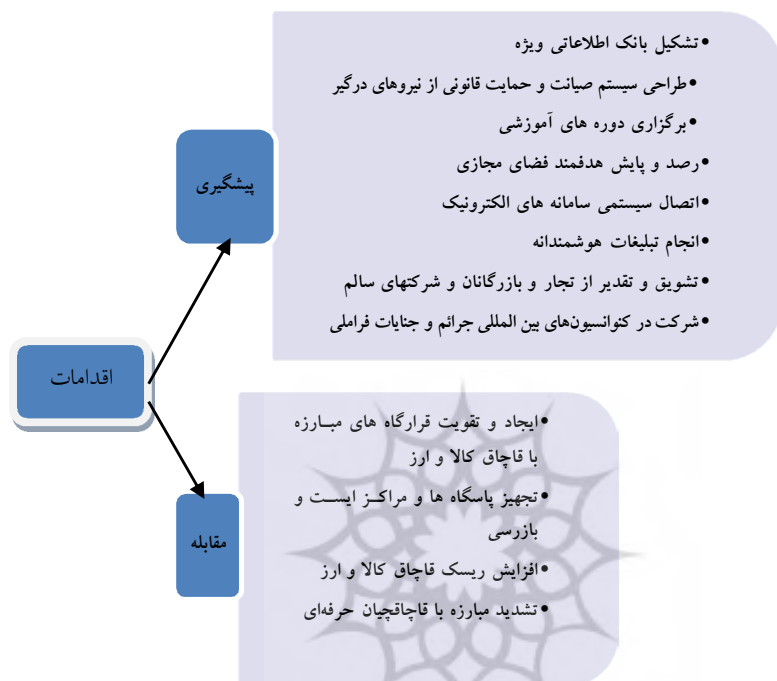 •تشکیل بانک اطلاعاتی ویژه
•طراحی سیستم صیانت و حمایت قانونی از نیروهای درگیر
•برگزاری دوره های آموزشی
•رصد و پایش هدفمند فضای مجازی
•اتصال سیستمی سامانه های الکترونیک
•انجام تبلیغات هوشمندانه
•تشویق و تقدیر از تجار و بازرگانان و شرکتهای سالم
•شرکت در کنوانسیون‌های بین المللی جرائم و جنایات فراملی
پیشگیری
اقدامات
•ایجاد و تقویت قرارگاه های مبـارزه
با قاچاق کالا و ارز
•تجهیز پاسگاه ها و مراکـز ایسـت و
بازرسی
•افزایش ریسک قاچاق کالا و ارز
•تشدید مبارزه با قاچاقچیان حرفه‌ای
مقابله